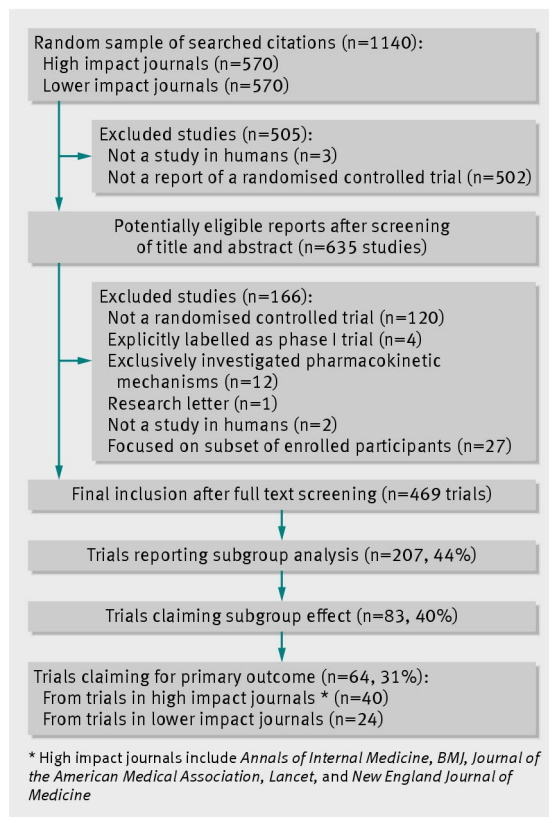 Random sample of searched citations (n=1140):
High impact journals (n=570)
Lower impact journals (n=570)
Excluded studies (n=505):
Not a study in humans (n=3)
Not a report of a randomised controlled trial (n=502)
Potentially eligible reports after screening
of title and abstract (n=635 studies)
Excluded studies (n=166):
Not a randomised controlled trial (n=120)
Explicitly labelled as phase I trial (n=4)
Exclusively investigated pharmacokinetic
mechanisms (n=12)
Research letter (n=1)
Not a study in humans (n=2)
Focused on subset of enrolled participants (n=27)
Final inclusion after full text screening (n=469 trials)
Trials reporting subgroup analysis (n=207, 44%)
Trials claiming subgroup effect (n=83, 40%)
Trials claiming for primary outcome (n=64, 31%):
From trials in high impact journals * (n=40)
From trials in lower impact journals (n=24)
* High impact journals include Annals of Internal Medicine, BMJ, Journal of
the American Medical Association, Lancet, and New England Journal of
Medicine